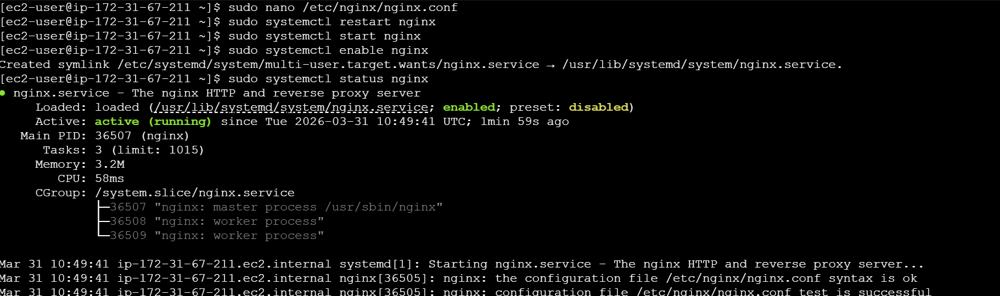 [ec2-user@ip-172-31-67-211 ~]$ sudo nano /etc/nginx/nginx.conf
[ec2-user@ip-172-31-67-211 ~]$ sudo systemctl restart nginx
[ec2-user@ip-172-31-67-211 ~]$ sudo systemctl start nginx
[ec2-user@ip-172-31-67-211 ~]$ sudo systemctl enable nginx
Created symlink /etc/systemd/system/multi-user.target.wants/nginx.service → /usr/lib/systemd/system/nginx.service.
[ec2-user@ip-172-31-67-211 ~]$ sudo systemctl status nginx
● nginx.service - The nginx HTTP and reverse proxy server
     Loaded: loaded (/usr/lib/systemd/system/nginx.service; enabled; preset: disabled)
     Active: active (running) since Tue 2026-03-31 10:49:41 UTC; 1min 59s ago
   Main PID: 36507 (nginx)
      Tasks: 3 (limit: 1015)
     Memory: 3.2M
        CPU: 58ms
     CGroup: /system.slice/nginx.service
             ├─36507 "nginx: master process /usr/sbin/nginx"
             ├─36508 "nginx: worker process"
             └─36509 "nginx: worker process"
Mar 31 10:49:41 ip-172-31-67-211.ec2.internal systemd[1]: Starting nginx.service - The nginx HTTP and reverse proxy server...
Mar 31 10:49:41 ip-172-31-67-211.ec2.internal nginx[36505]: nginx: the configuration file /etc/nginx/nginx.conf syntax is ok
Mar 31 10:49:41 ip-172-31-67-211.ec2.internal nginx[36505]: nginx: configuration file /etc/nginx/nginx.conf test is successful